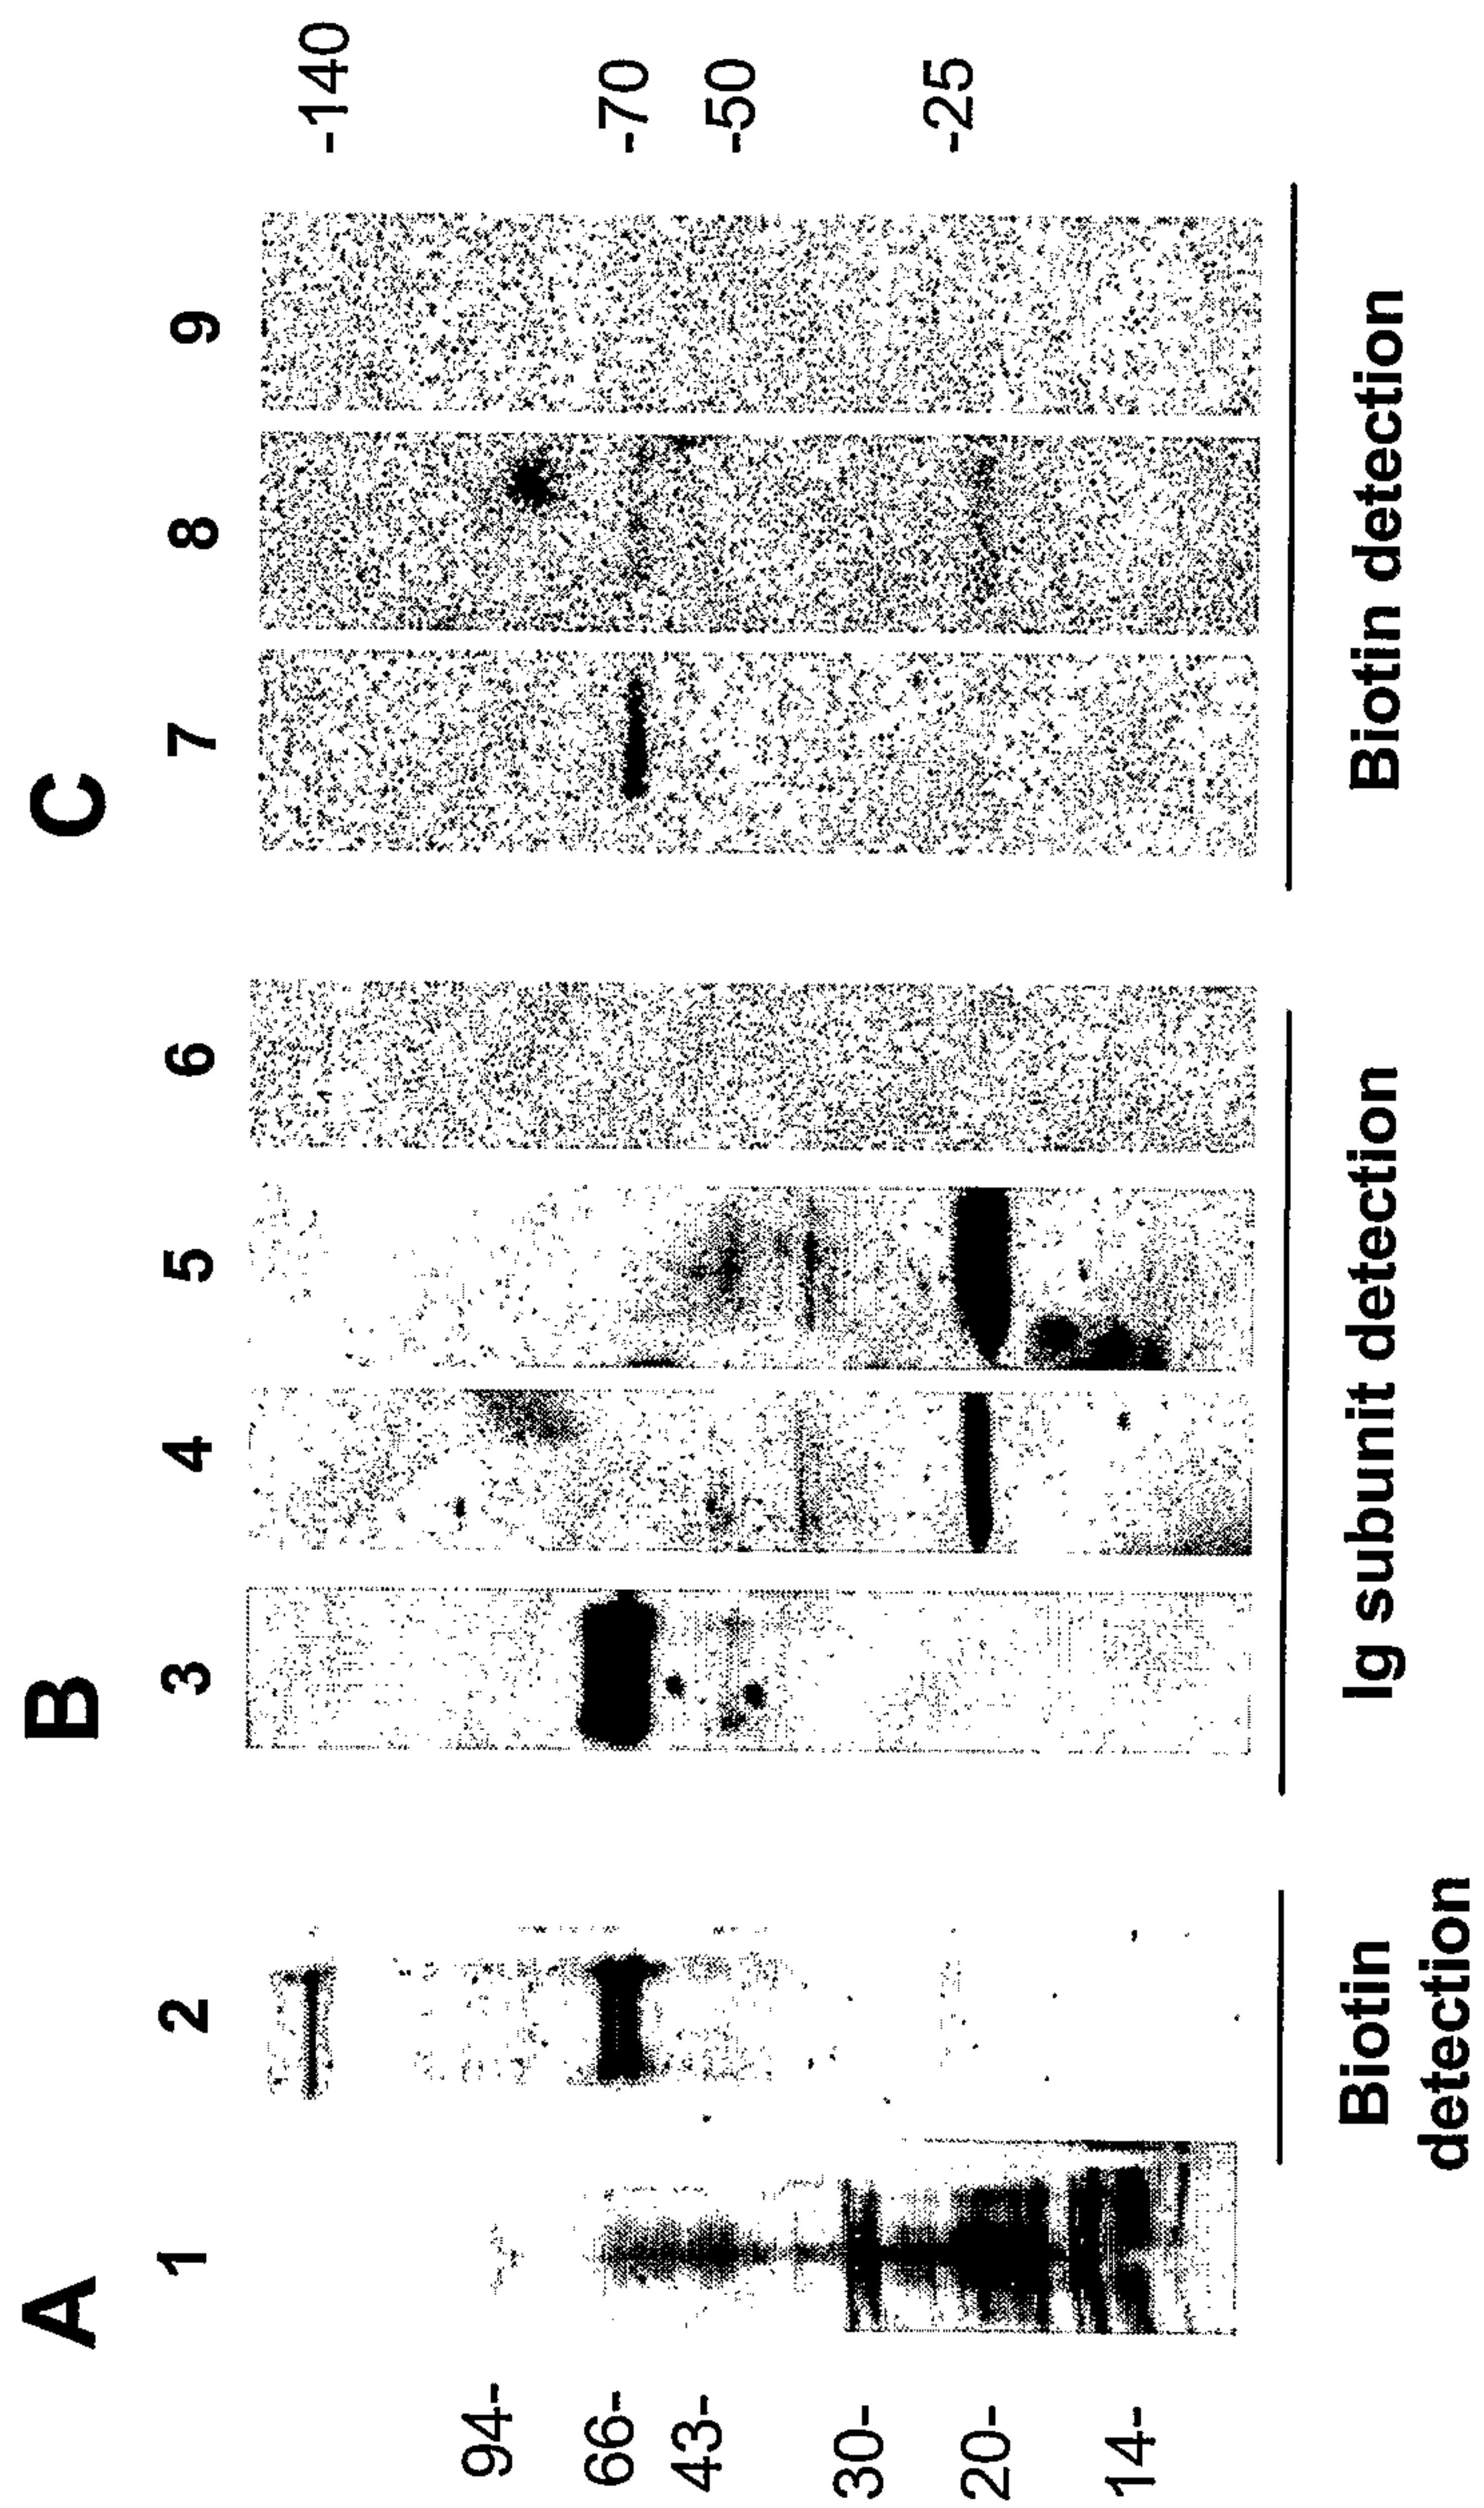 A B C
1 2 3 4 5 6 7 8 9
94-
66-
43-
30-
20-
14-
-140
-70
-50
-25
Biotin
detection
Ig subunit detection
Biotin detection